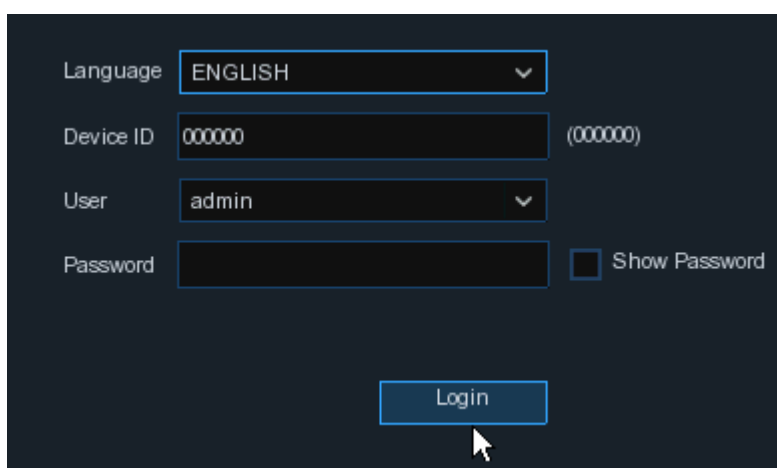 Language ENGLISH
Device ID 000000 (000000)
User admin
Password Show Password
Login